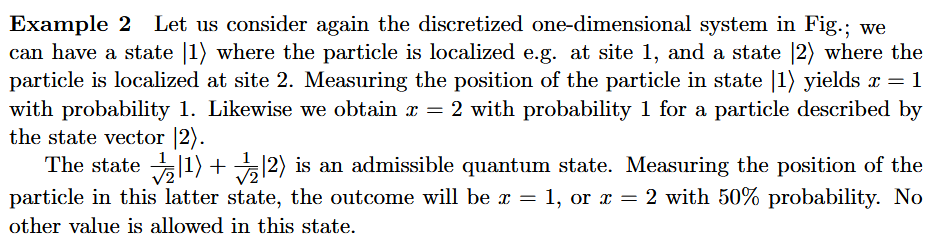 Example 2 Let us consider again the discretized one-dimensional system in Fig.; we
can have a state |1⟩ where the particle is localized e.g. at site 1, and a state |2⟩ where the
particle is localized at site 2. Measuring the position of the particle in state |1⟩ yields x = 1
with probability 1. Likewise we obtain x = 2 with probability 1 for a particle described by
the state vector |2⟩.
The state 1/√2|1⟩ + 1/√2|2⟩ is an admissible quantum state. Measuring the position of the
particle in this latter state, the outcome will be x = 1, or x = 2 with 50% probability. No
other value is allowed in this state.